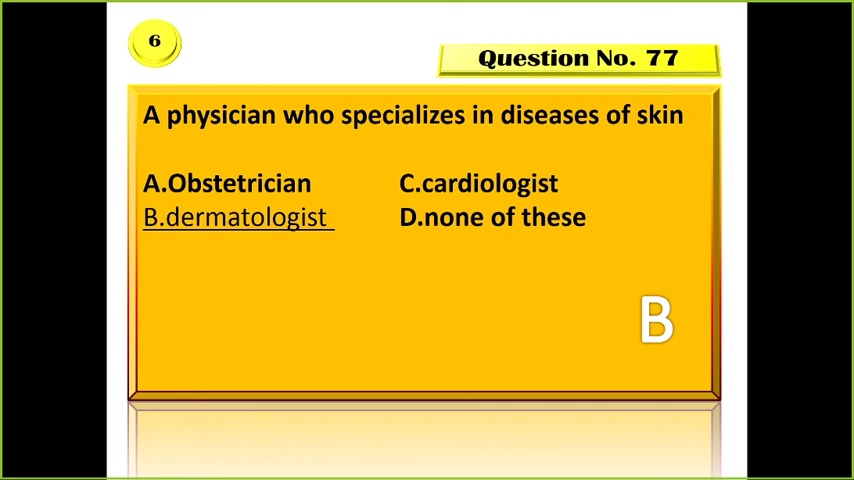 6
Question No. 77
A physician who specializes in diseases of skin
A.Obstetrician C.cardiologist
B.dermatologist D.none of these
B